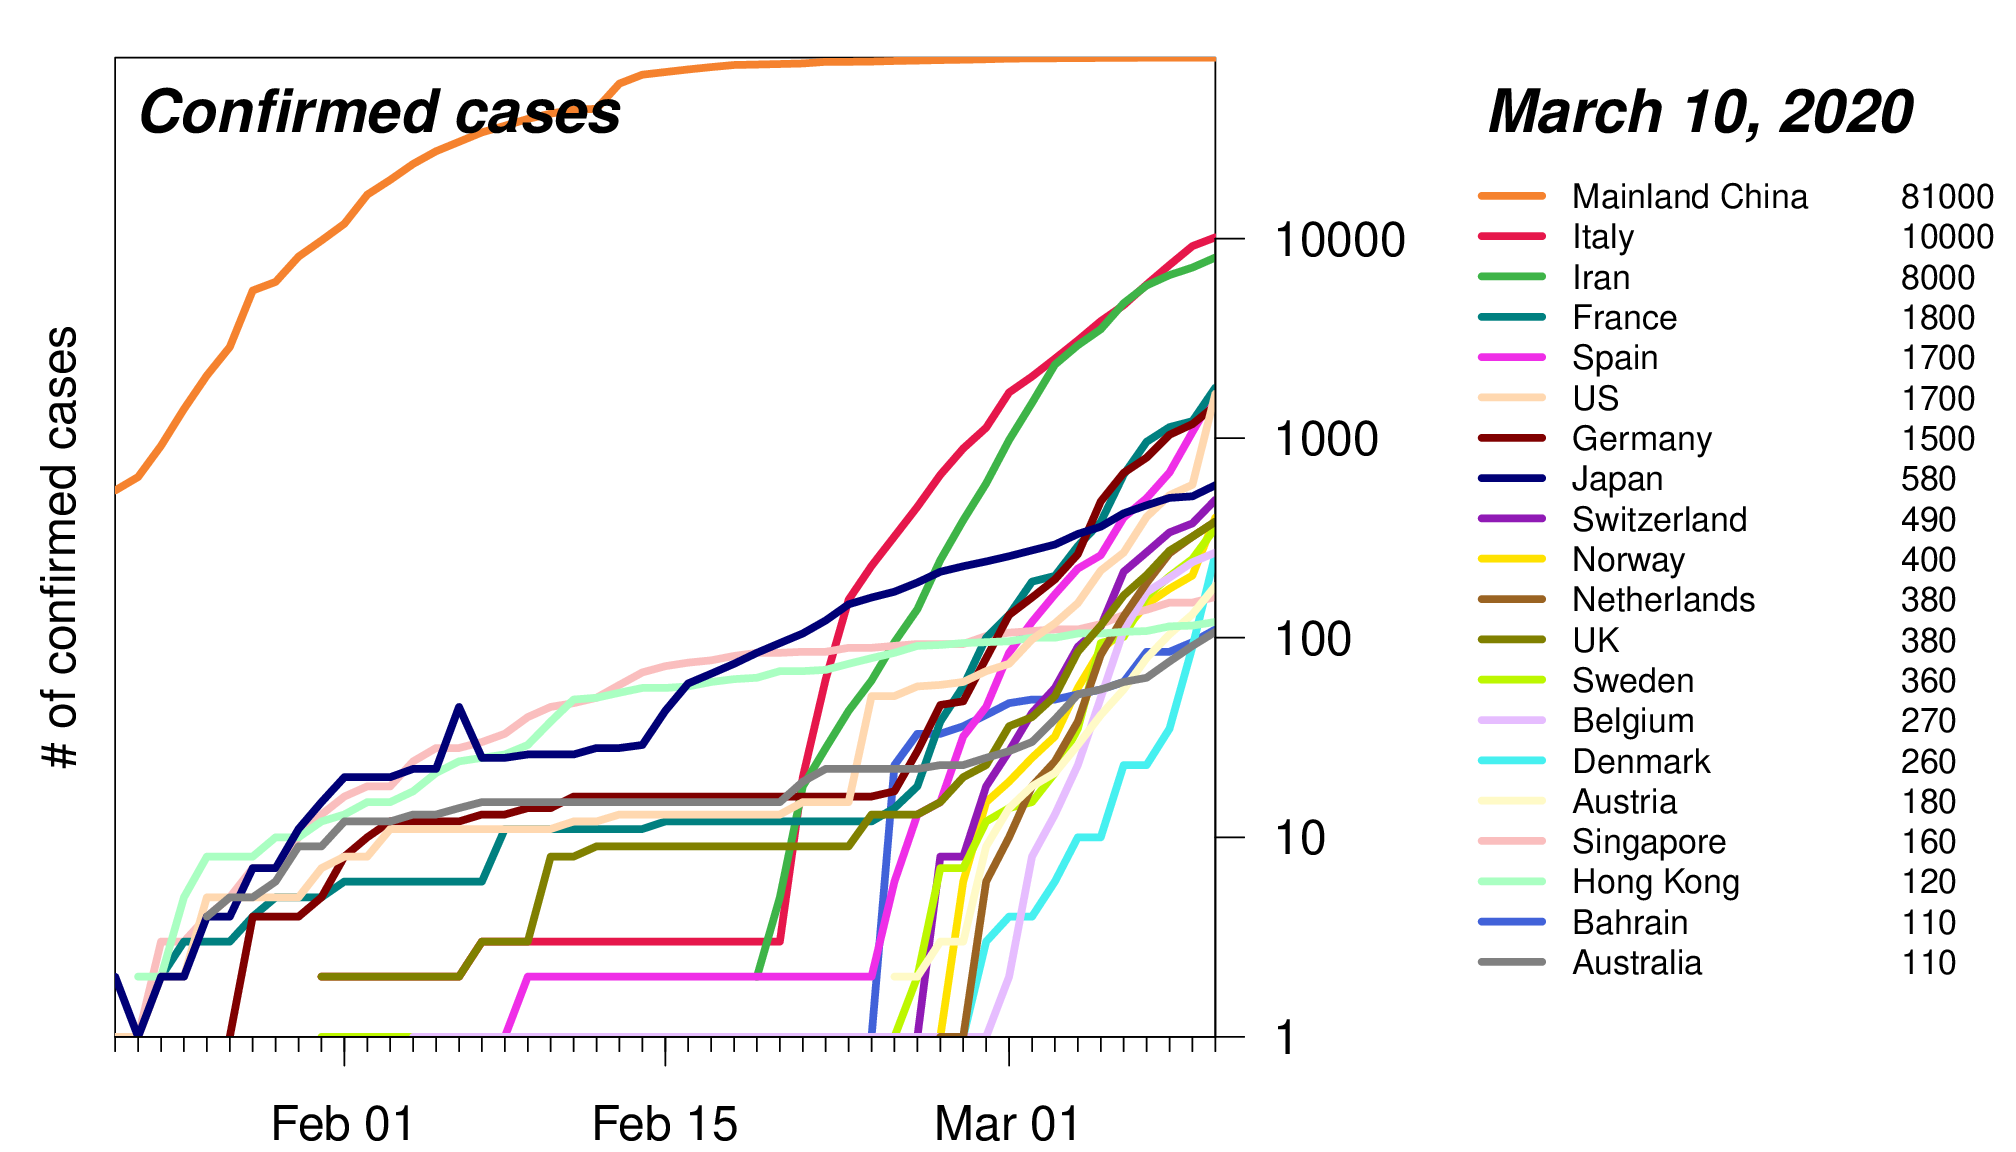 Confirmed cases
March 10, 2020
# of confirmed cases
10000
1000
100
10
1
Feb 01
Feb 15
Mar 01
Mainland China 81000
Italy 10000
Iran 8000
France 1800
Spain 1700
US 1700
Germany 1500
Japan 580
Switzerland 490
Norway 400
Netherlands 380
UK 380
Sweden 360
Belgium 270
Denmark 260
Austria 180
Singapore 160
Hong Kong 120
Bahrain 110
Australia 110